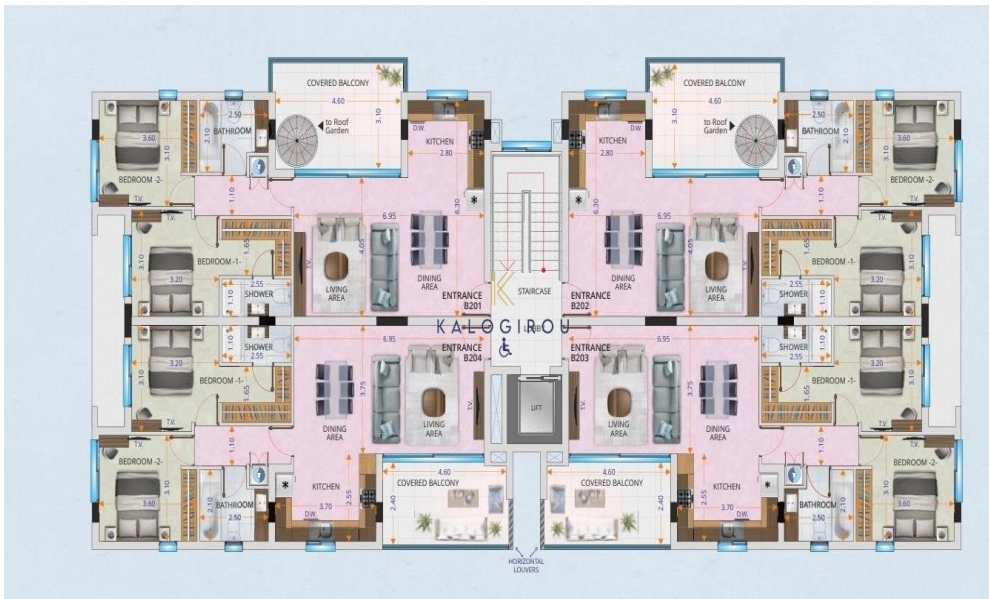 COVERED BALCONY
4.60
3.10
to Roof
Garden
2.50
2.10
BATHROOM
3.60
3.10
BEDROOM -2-
T.V.
1.10
D.W.
KITCHEN
2.80
*
6.30
6.95
4.05
T.V.
LIVING
AREA
DINING
AREA
T.V.
BEDROOM -1-
3.10
3.20
1.65
2.55
1.10
SHOWER
ENTRANCE
B201
COVERED BALCONY
4.60
3.10
to Roof
Garden
2.50
2.10
BATHROOM
3.60
3.10
BEDROOM -2-
T.V.
1.10
D.W.
KITCHEN
2.80
*
6.30
6.95
4.05
T.V.
LIVING
AREA
DINING
AREA
T.V.
BEDROOM -1-
3.10
3.20
1.65
2.55
1.10
SHOWER
ENTRANCE
B202
STAIRCASE
K
KALOGIROU
LOBBY
LIFT
ENTRANCE
B204
6.95
3.75
1.10
SHOWER
2.55
3.20
3.10
BEDROOM -1-
1.65
T.V.
DINING
AREA
LIVING
AREA
T.V.
T.V.
1.10
BEDROOM -2-
3.10
3.60
2.10
BATHROOM
2.50
*
KITCHEN
2.55
3.70
D.W.
4.60
COVERED BALCONY
2.40
ENTRANCE
B203
6.95
3.75
1.10
SHOWER
2.55
3.20
3.10
BEDROOM -1-
1.65
T.V.
LIVING
AREA
DINING
AREA
T.V.
T.V.
1.10
BEDROOM -2-
3.10
3.60
2.10
BATHROOM
2.50
*
KITCHEN
2.55
3.70
D.W.
4.60
COVERED BALCONY
2.40
HORIZONTAL
LOUVERS